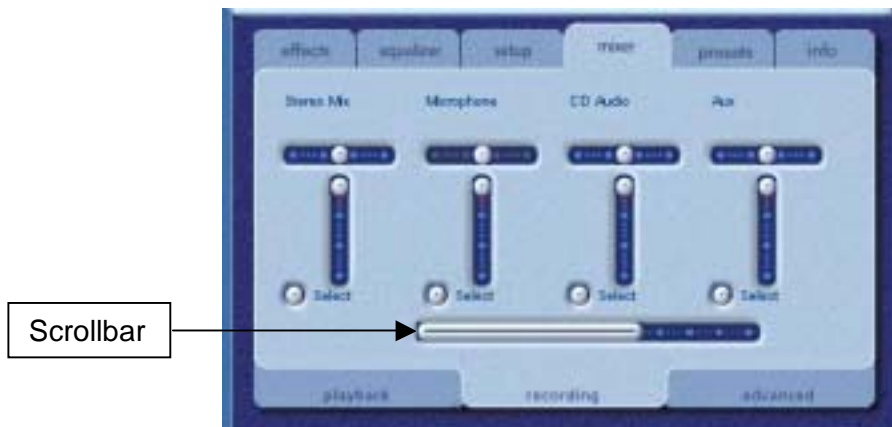 effects equalizer setup mixer presets info
Stereo Mix Microphone CD Audio Aux
Select Select Select Select
Scrollbar
playback recording advanced